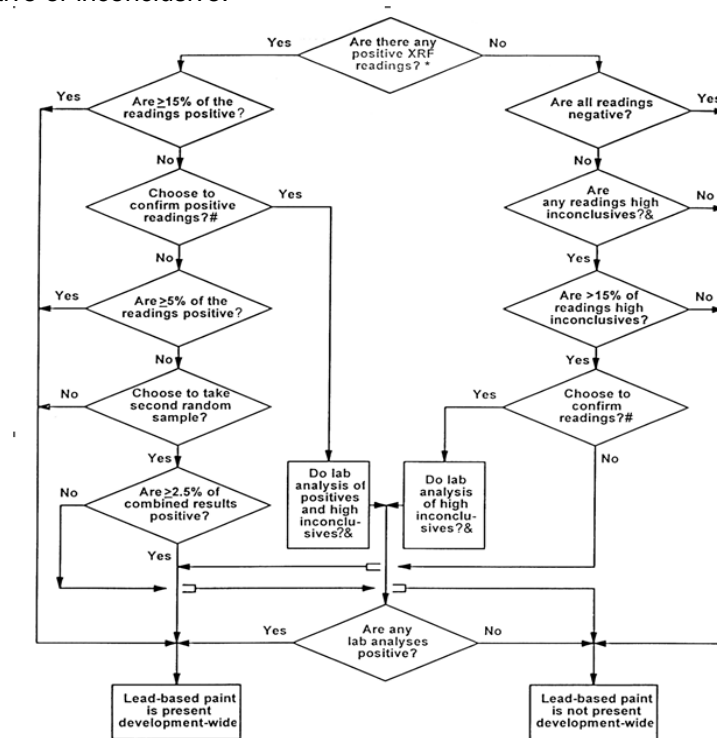 Are there any
positive XRF
readings? *
Yes
No
Are ≥15% of the
readings positive?
Yes
No
Are all readings
negative?
Yes
No
Choose to
confirm positive
readings?#
Yes
No
Are
any readings high
inconclusives?&
No
Yes
Are ≥5% of the
readings positive?
Yes
No
Are >15% of
readings high
inconclusives?
No
Yes
Choose to take
second random
sample?
No
Yes
Choose to
confirm
readings?#
Yes
No
Are ≥2.5% of
combined results
positive?
No
Yes
Do lab
analysis of
positives
and high
inconclu-
sives?&
Do lab
analysis
of high
inconclu-
sives?&
Are any
lab analyses
positive?
Yes
No
Lead-based paint
is present
development-wide
Lead-based paint
is not present
development-wide